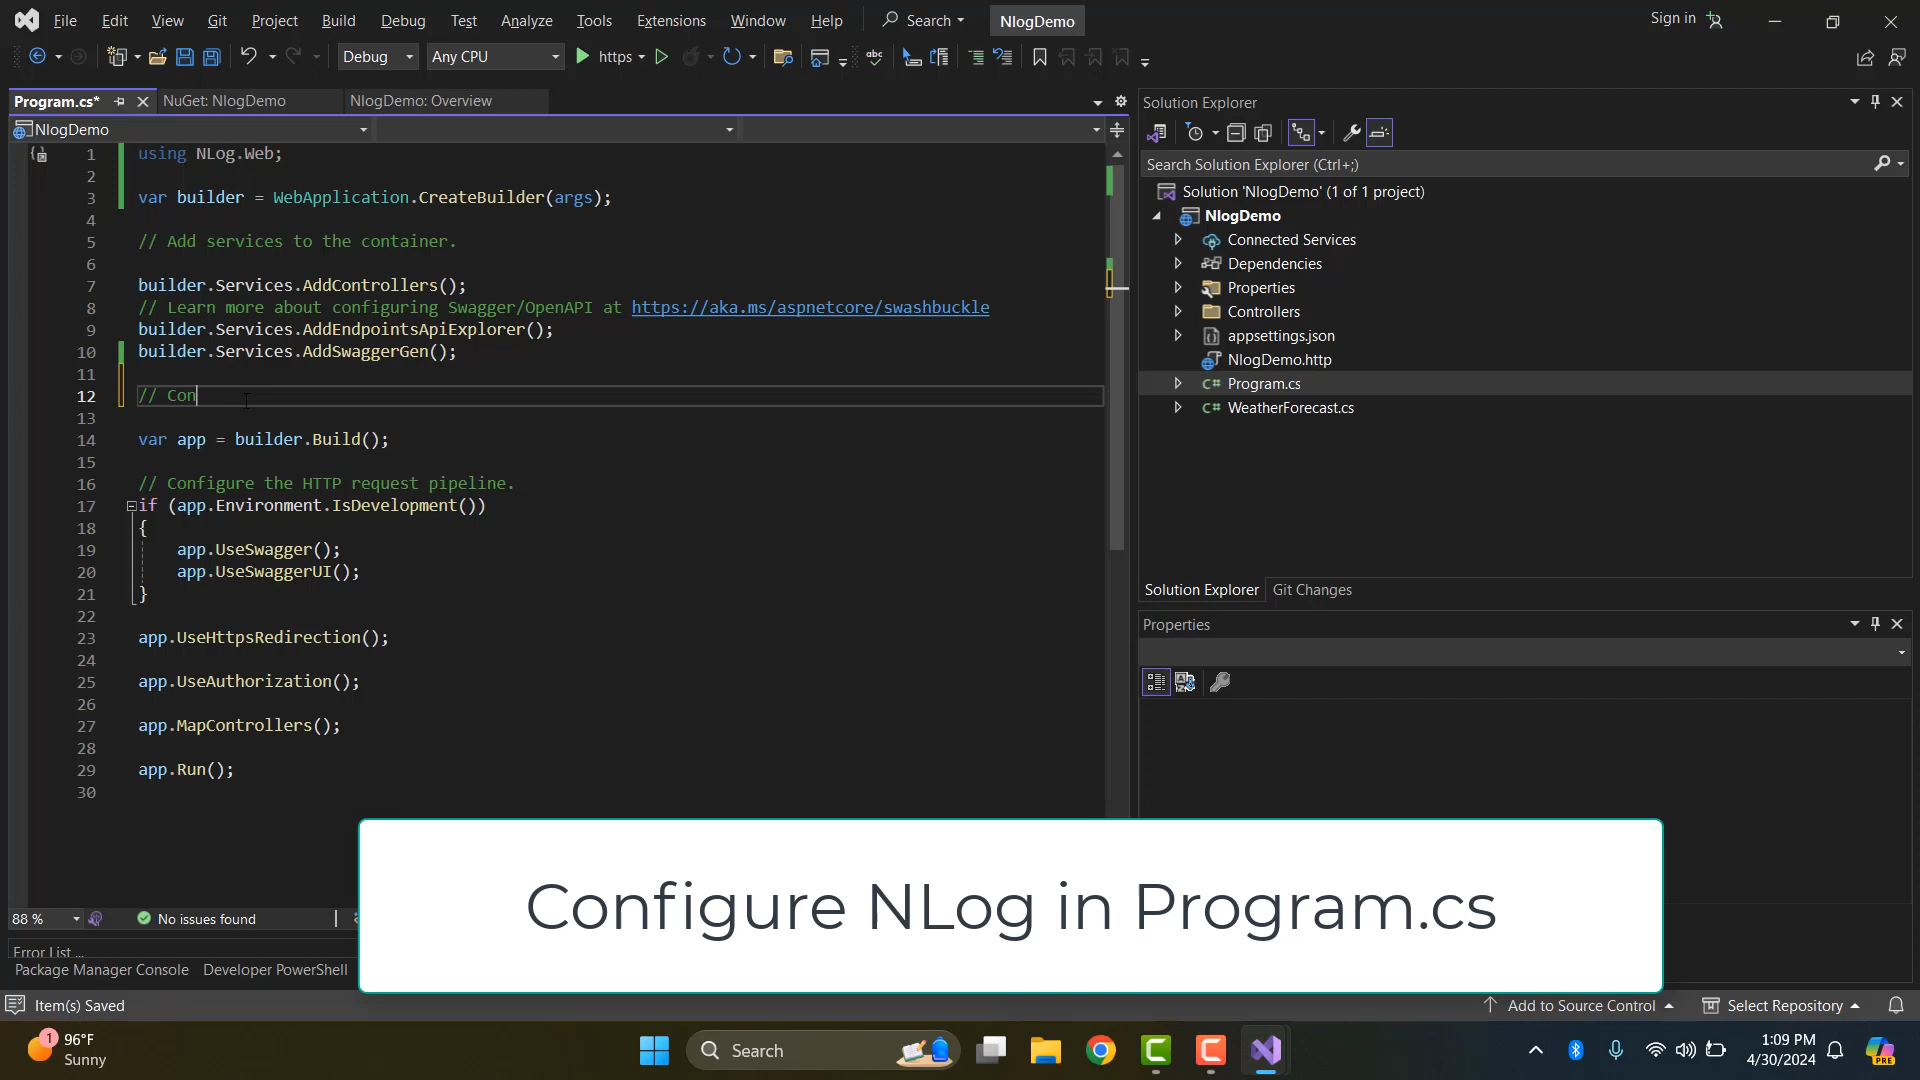 File Edit View Git Project Build Debug Test Analyze Tools Extensions Window Help Search NlogDemo Sign in
Debug Any CPU https
Program.cs* NuGet: NlogDemo NlogDemo: Overview
NlogDemo
1 using NLog.Web;
2
3 var builder = WebApplication.CreateBuilder(args);
4
5 // Add services to the container.
6
7 builder.Services.AddControllers();
8 // Learn more about configuring Swagger/OpenAPI at https://aka.ms/aspnetcore/swashbuckle
9 builder.Services.AddEndpointsApiExplorer();
10 builder.Services.AddSwaggerGen();
11
12 // Con
13
14 var app = builder.Build();
15
16 // Configure the HTTP request pipeline.
17 if (app.Environment.IsDevelopment())
18 {
19 app.UseSwagger();
20 app.UseSwaggerUI();
21 }
22
23 app.UseHttpsRedirection();
24
25 app.UseAuthorization();
26
27 app.MapControllers();
28
29 app.Run();
30
88 % No issues found
Error List ...
Package Manager Console Developer PowerShell
Solution Explorer
Search Solution Explorer (Ctrl+;)
Solution 'NlogDemo' (1 of 1 project)
NlogDemo
Connected Services
Dependencies
Properties
Controllers
appsettings.json
NlogDemo.http
C# Program.cs
C# WeatherForecast.cs
Solution Explorer Git Changes
Properties
Configure NLog in Program.cs
Item(s) Saved Add to Source Control Select Repository
1 96°F
Sunny
Search
1:09 PM
4/30/2024
PRE